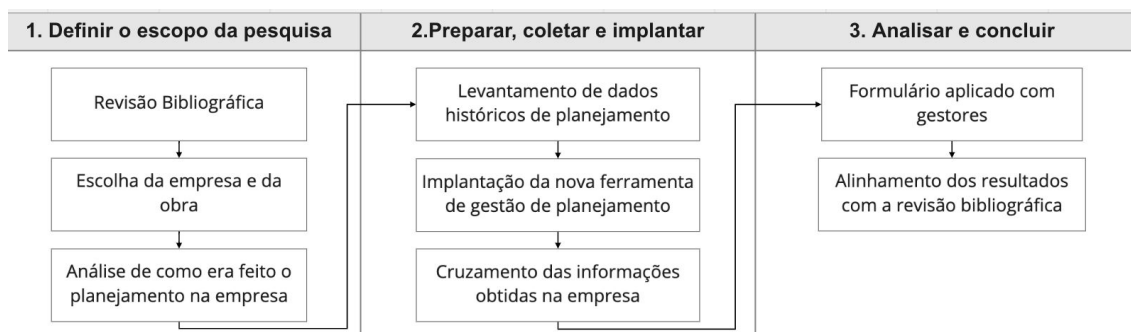 1. Definir o escopo da pesquisa
Revisão Bibliográfica
Escolha da empresa e da
obra
Análise de como era feito o
planejamento na empresa
2.Preparar, coletar e implantar
Levantamento de dados
históricos de planejamento
Implantação da nova ferramenta
de gestão de planejamento
Cruzamento das informações
obtidas na empresa
3. Analisar e concluir
Formulário aplicado com
gestores
Alinhamento dos resultados
com a revisão bibliográfica